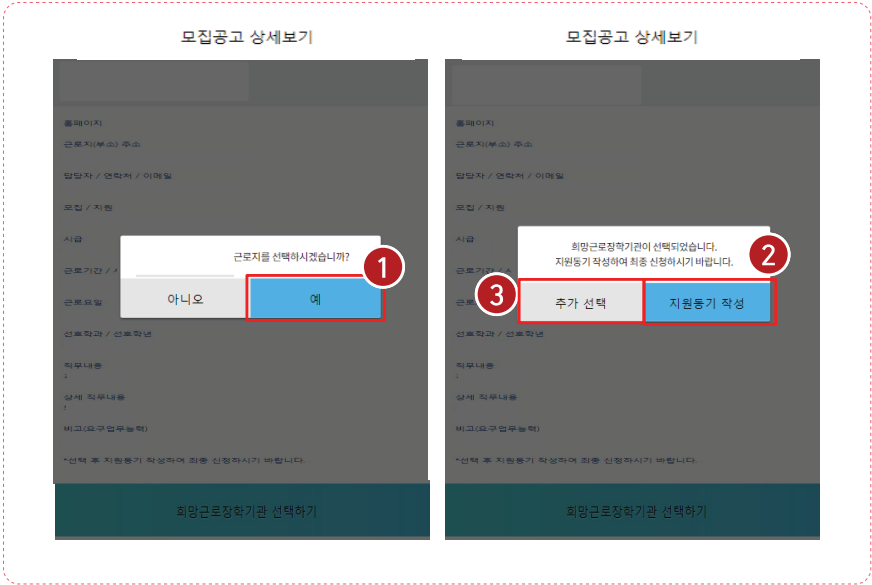 모집공고 상세보기
홈페이지
근로지(부소) 주소
담당자 / 연락처 / 이메일
모집 / 지원
시급
근로지를 선택하시겠습니까?
1
근로기간 /
아니오
예
근로요일
선호학과 / 선호학년
직무내용
상세 직무내용
비고(요구업무능력)
*선택 후 지원동기 작성하여 최종 신청하시기 바랍니다.
희망근로장학기관 선택하기
모집공고 상세보기
홈페이지
근로지(부소) 주소
담당자 / 연락처 / 이메일
모집 / 지원
시급
희망근로장학기관이 선택되었습니다.
지원동기 작성하여 최종 신청하시기 바랍니다.
2
근로기간 /
3
추가 선택
지원동기 작성
선호학과 / 선호학년
직무내용
상세 직무내용
비고(요구업무능력)
*선택 후 지원동기 작성하여 최종 신청하시기 바랍니다.
희망근로장학기관 선택하기